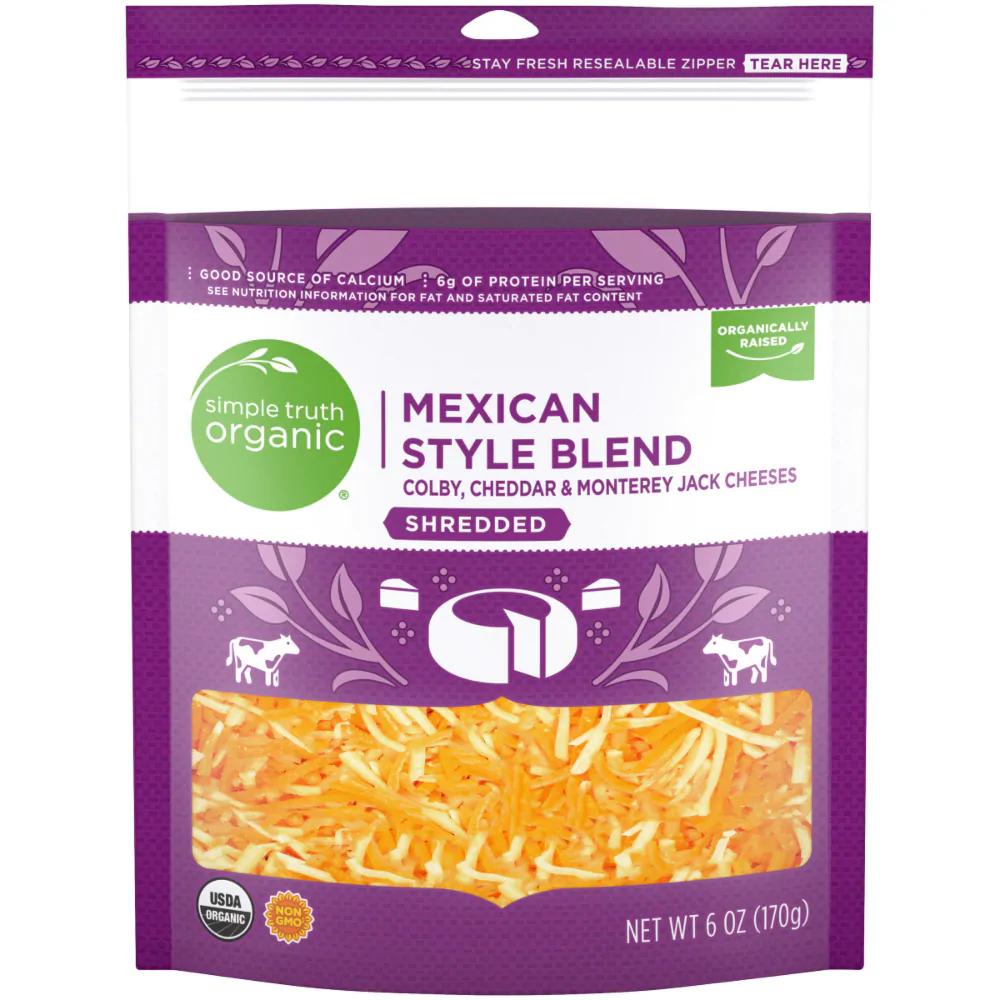 STAY FRESH RESEALABLE ZIPPER TEAR HERE
⋮ GOOD SOURCE OF CALCIUM ⋮ 6g OF PROTEIN PER SERVING
SEE NUTRITION INFORMATION FOR FAT AND SATURATED FAT CONTENT
ORGANICALLY
RAISED
simple truth
organic
®
MEXICAN
STYLE BLEND
COLBY, CHEDDAR & MONTEREY JACK CHEESES
SHREDDED
USDA
ORGANIC
NON
GMO
NET WT 6 OZ (170g)